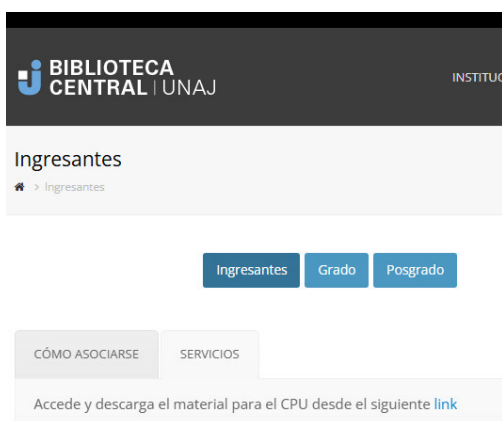 BIBLIOTECA
CENTRAL | UNAJ
INSTITUC
Ingresantes
> Ingresantes
Ingresantes Grado Posgrado
CÓMO ASOCIARSE SERVICIOS
Accede y descarga el material para el CPU desde el siguiente link